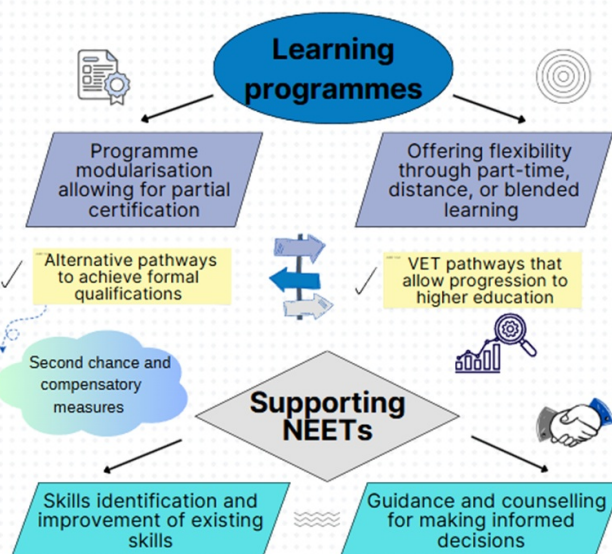 Learning
programmes
Programme
modularisation
allowing for partial
certification
Offering flexibility
through part-time,
distance, or blended
learning
Alternative pathways
to achieve formal
qualifications
VET pathways that
allow progression to
higher education
Second chance and
compensatory
measures
Supporting
NEETs
Skills identification and
improvement of existing
skills
Guidance and counselling
for making informed
decisions